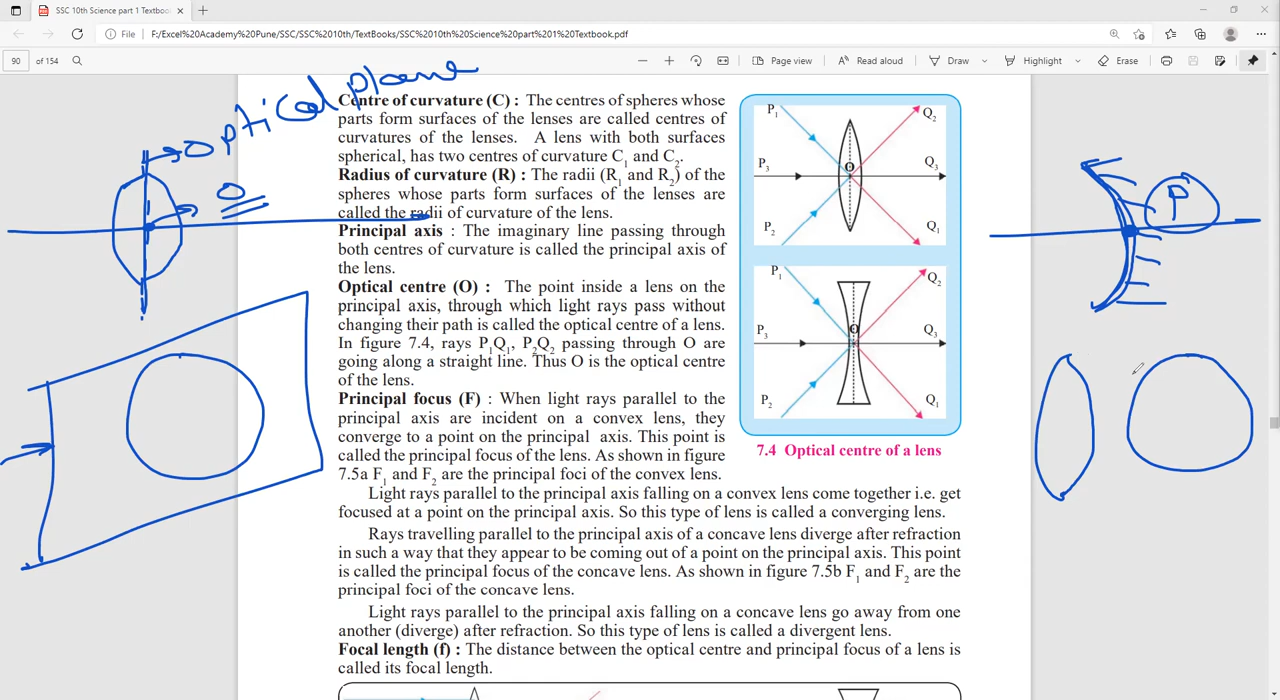 SSC 10th Science part 1 Textboo
File
F:/Excel%20Academy%20Pune/SSC/SSC%2010th/TextBooks/SSC%2010th%20Science%20part%201%20Textbook.pdf
90 of 154
Page view
Read aloud
Draw
Highlight
Erase
Optical plane
O
Centre of curvature (C) : The centres of spheres whose
parts form surfaces of the lenses are called centres of
curvatures of the lenses. A lens with both surfaces
spherical, has two centres of curvature C1 and C2.
Radius of curvature (R) : The radii (R1 and R2) of the
spheres whose parts form surfaces of the lenses are
called the radii of curvature of the lens.
Principal axis : The imaginary line passing through
both centres of curvature is called the principal axis of
the lens.
Optical centre (O) : The point inside a lens on the
principal axis, through which light rays pass without
changing their path is called the optical centre of a lens.
In figure 7.4, rays P1Q1, P2Q2 passing through O are
going along a straight line. Thus O is the optical centre
of the lens.
Principal focus (F) : When light rays parallel to the
principal axis are incident on a convex lens, they
converge to a point on the principal axis. This point is
called the principal focus of the lens. As shown in figure
7.5a F1 and F2 are the principal foci of the convex lens.
P1
Q2
O
P3
Q3
P2
Q1
P1
Q2
O
P3
Q3
P2
Q1
7.4 Optical centre of a lens
P
Light rays parallel to the principal axis falling on a convex lens come together i.e. get
focused at a point on the principal axis. So this type of lens is called a converging lens.
Rays travelling parallel to the principal axis of a concave lens diverge after refraction
in such a way that they appear to be coming out of a point on the principal axis. This point
is called the principal focus of the concave lens. As shown in figure 7.5b F1 and F2 are the
principal foci of the concave lens.
Light rays parallel to the principal axis falling on a concave lens go away from one
another (diverge) after refraction. So this type of lens is called a divergent lens.
Focal length (f) : The distance between the optical centre and principal focus of a lens is
called its focal length.